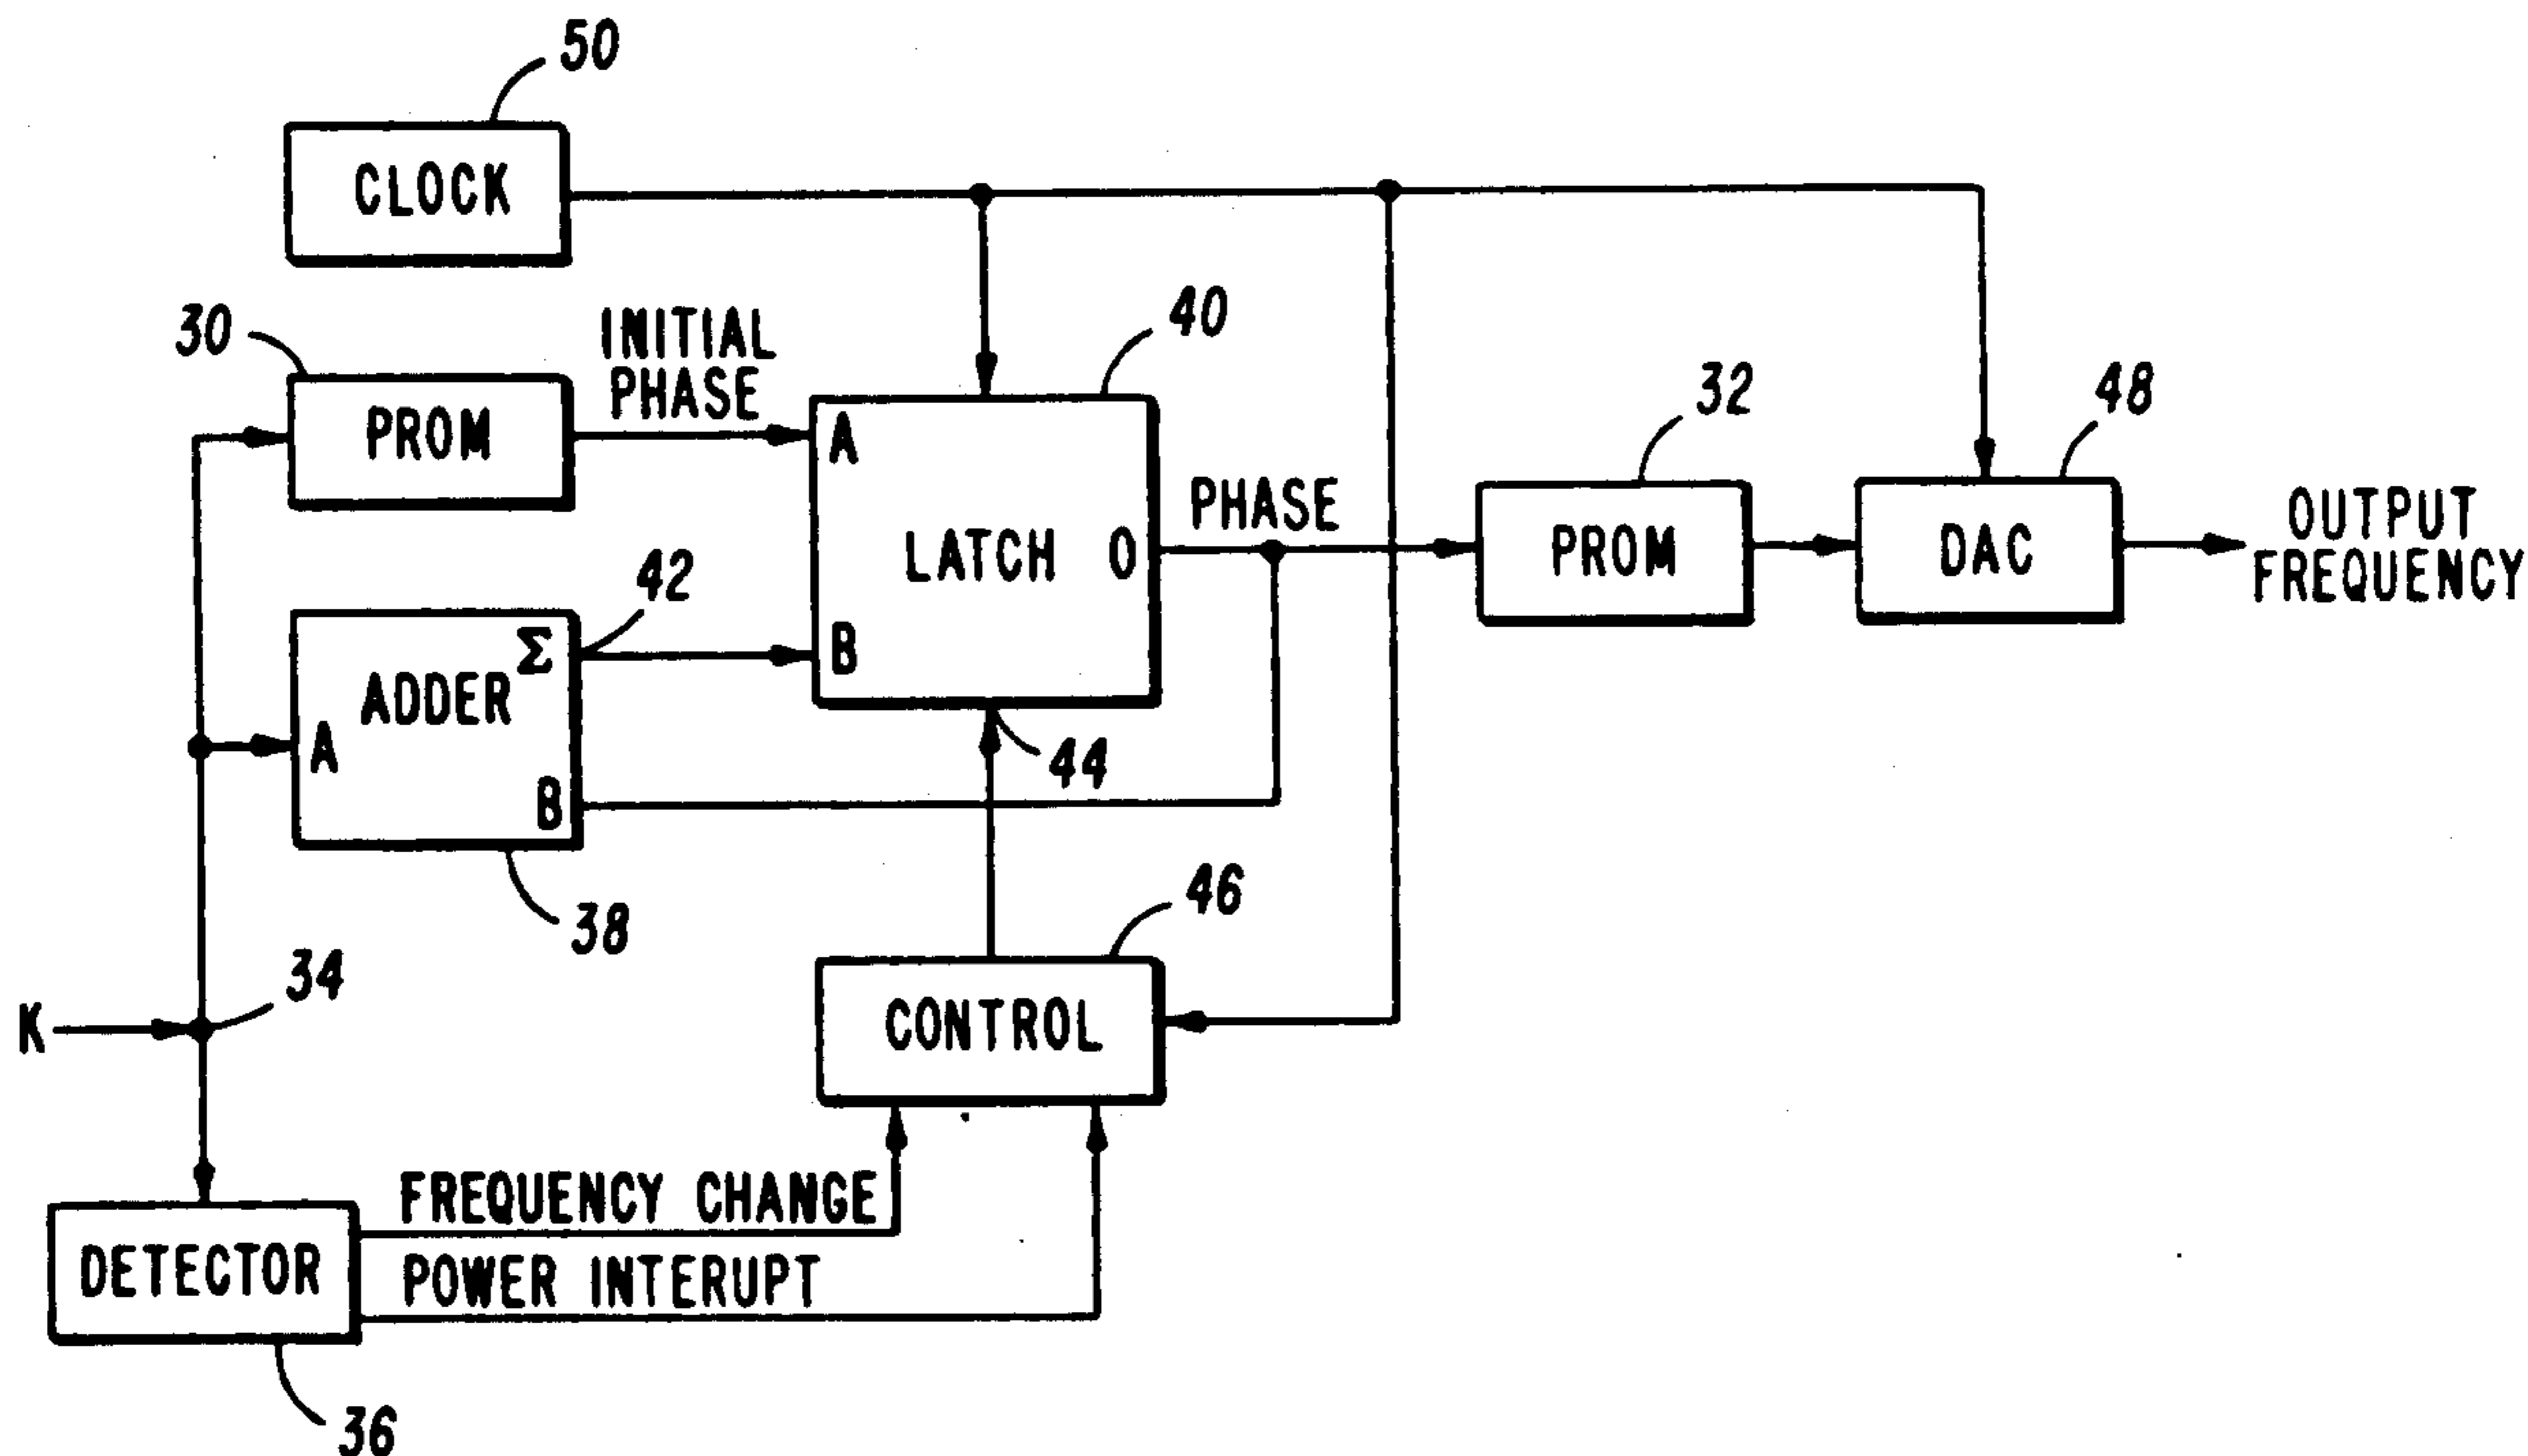 50
CLOCK
30
INITIAL
PHASE
40
PROM
A
LATCH
O
B
PHASE
32
PROM
48
DAC
OUTPUT
FREQUENCY
42
Σ
ADDER
A
B
38
44
34
K
46
CONTROL
FREQUENCY CHANGE
POWER INTERUPT
DETECTOR
36